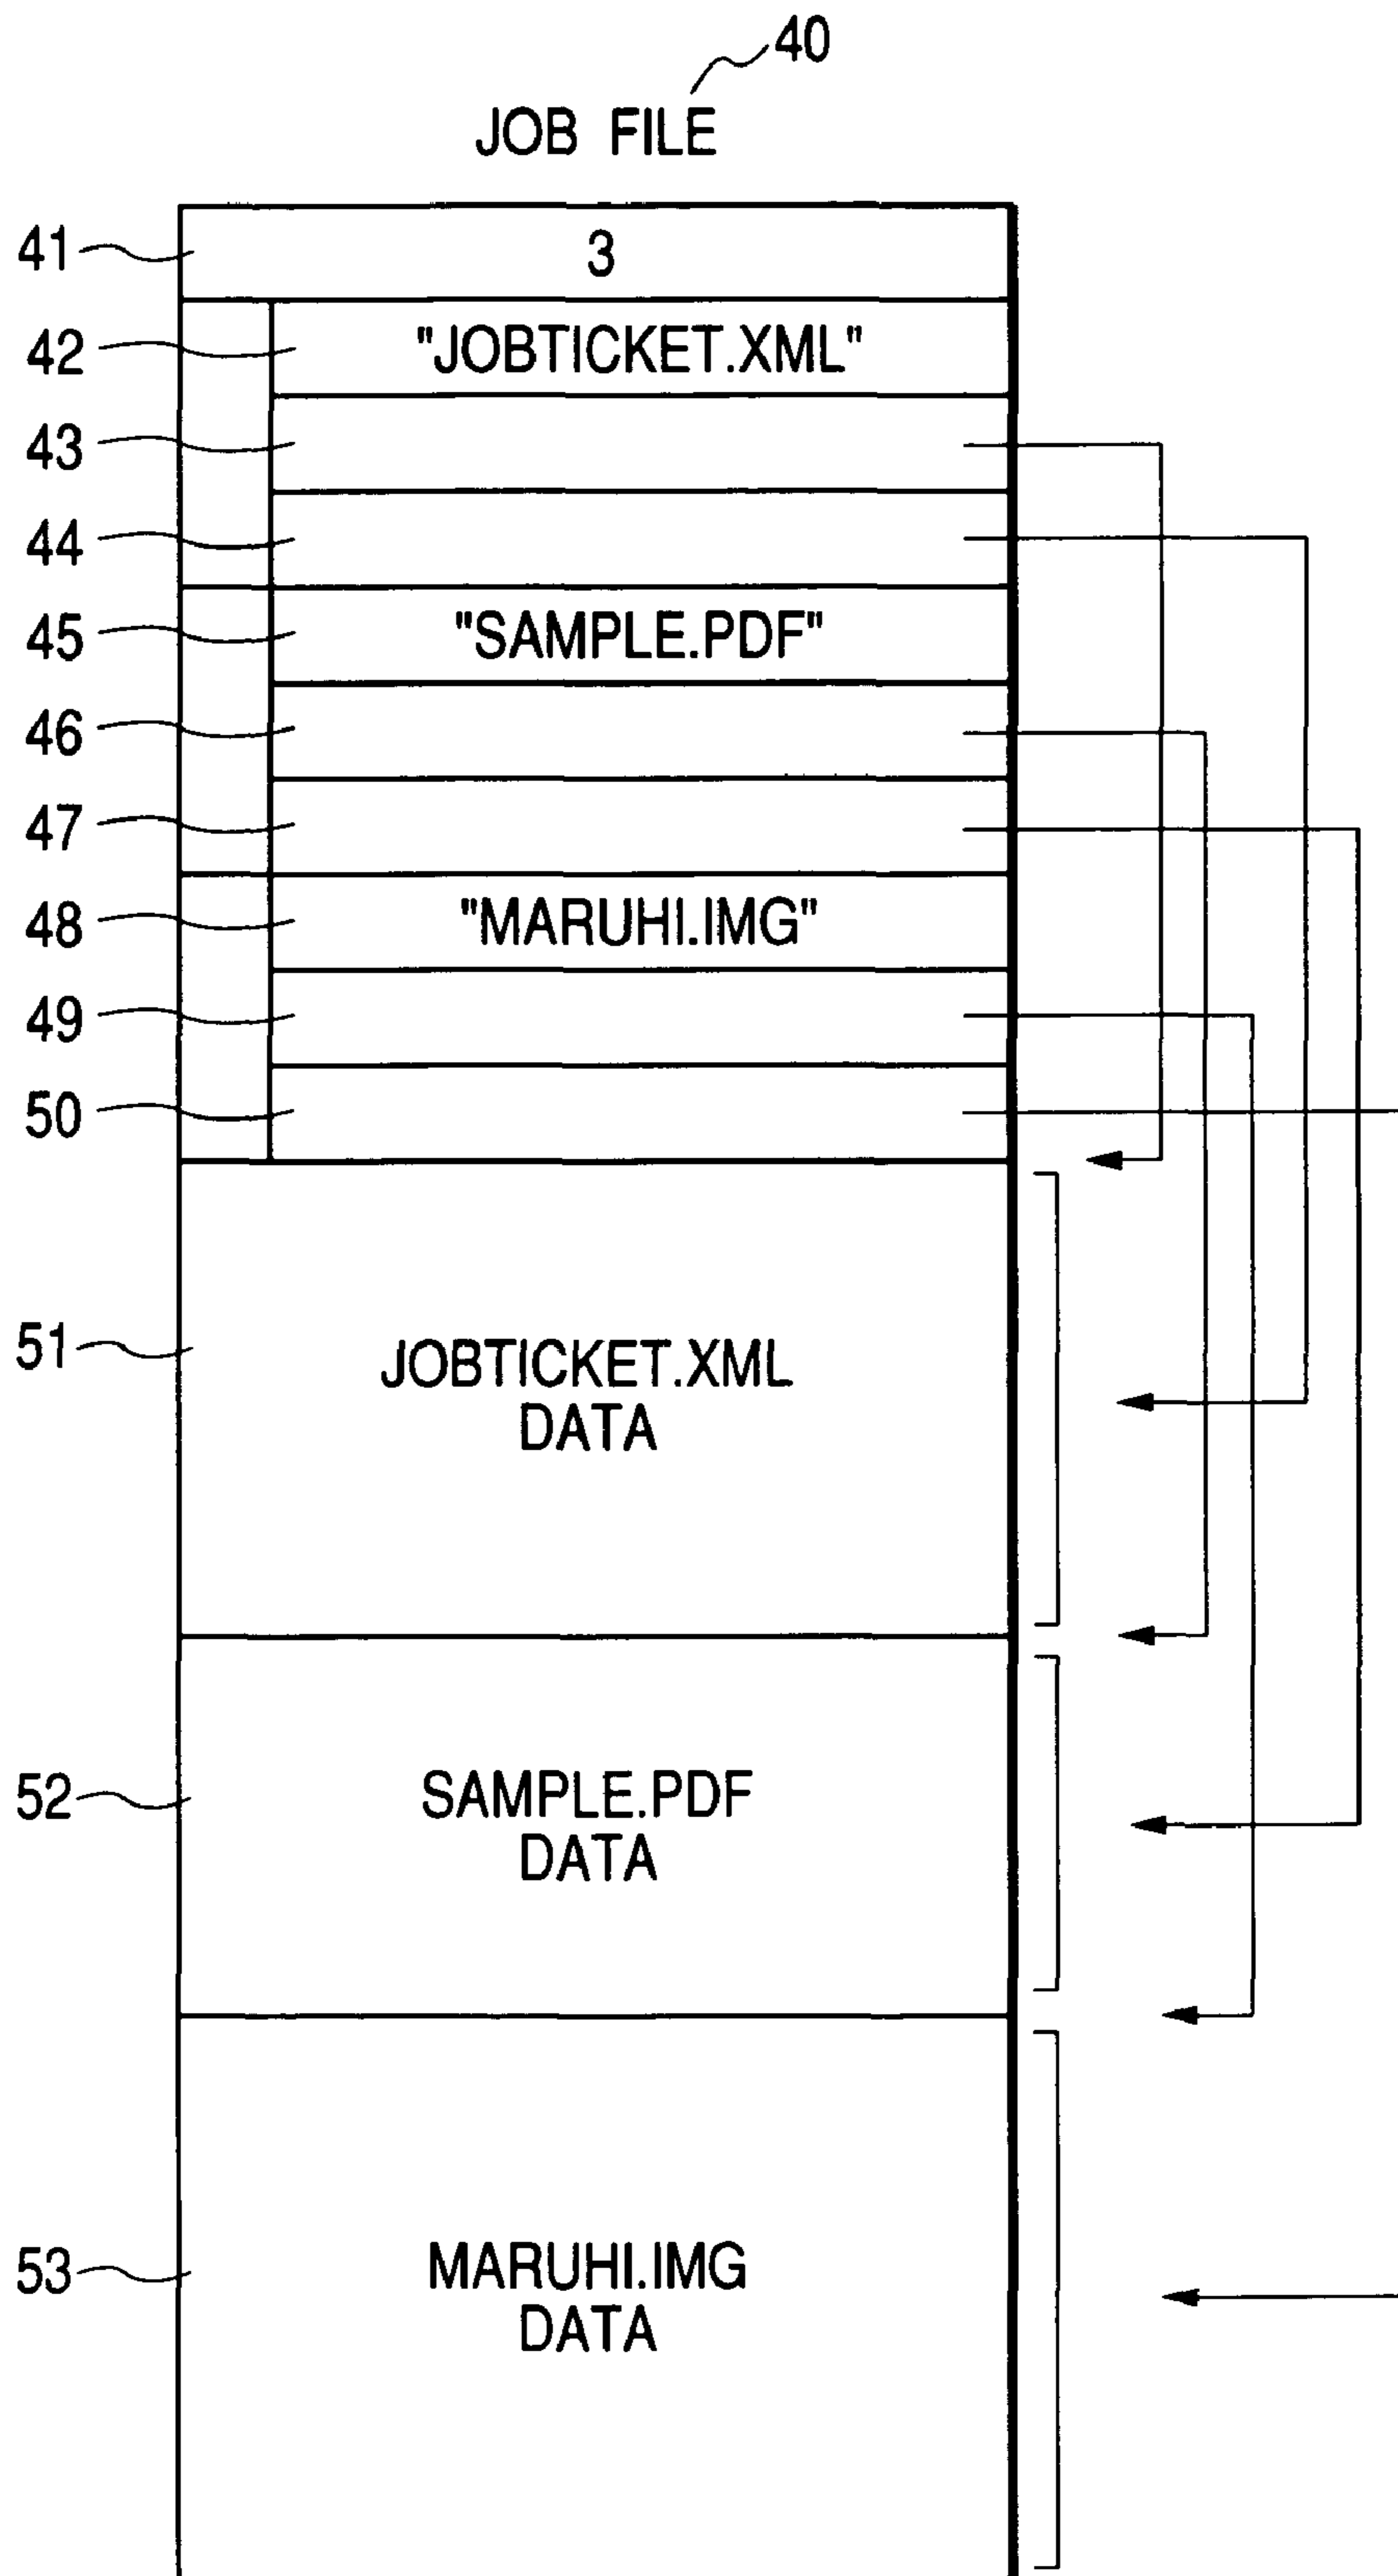 40
JOB FILE
41 3
42 "JOBTICKET.XML"
43
44
45 "SAMPLE.PDF"
46
47
48 "MARUHI.IMG"
49
50
51 JOBTICKET.XML
DATA
52 SAMPLE.PDF
DATA
53 MARUHI.IMG
DATA